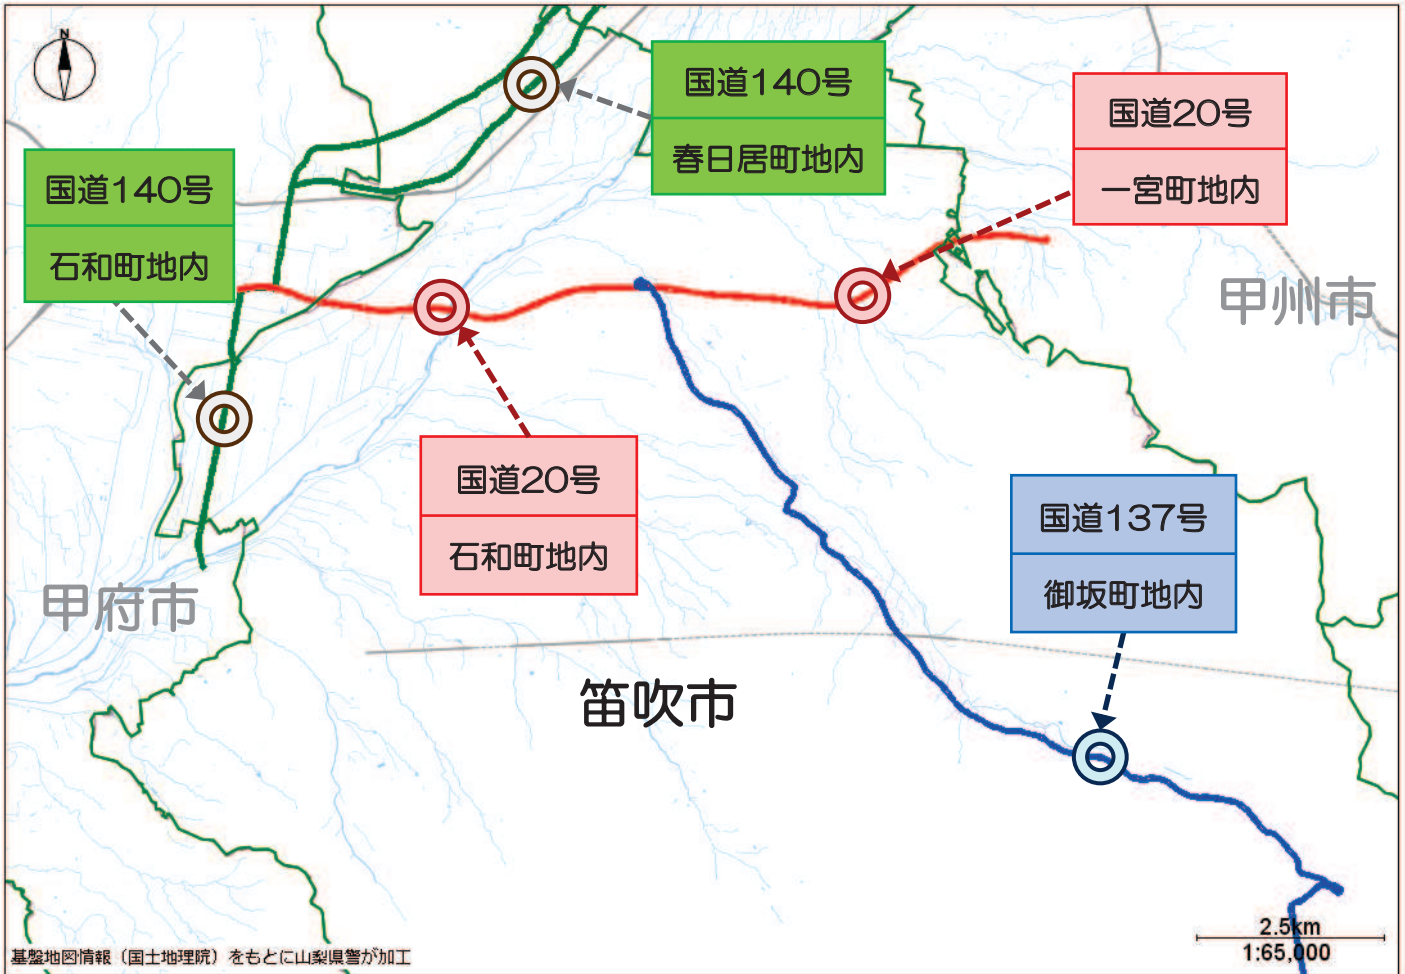 N
国道140号
春日居町地内
国道20号
一宮町地内
国道140号
石和町地内
甲州市
国道20号
石和町地内
国道137号
御坂町地内
甲府市
笛吹市
2.5km
1:65,000
基盤地図情報（国土地理院）をもとに山梨県警が加工